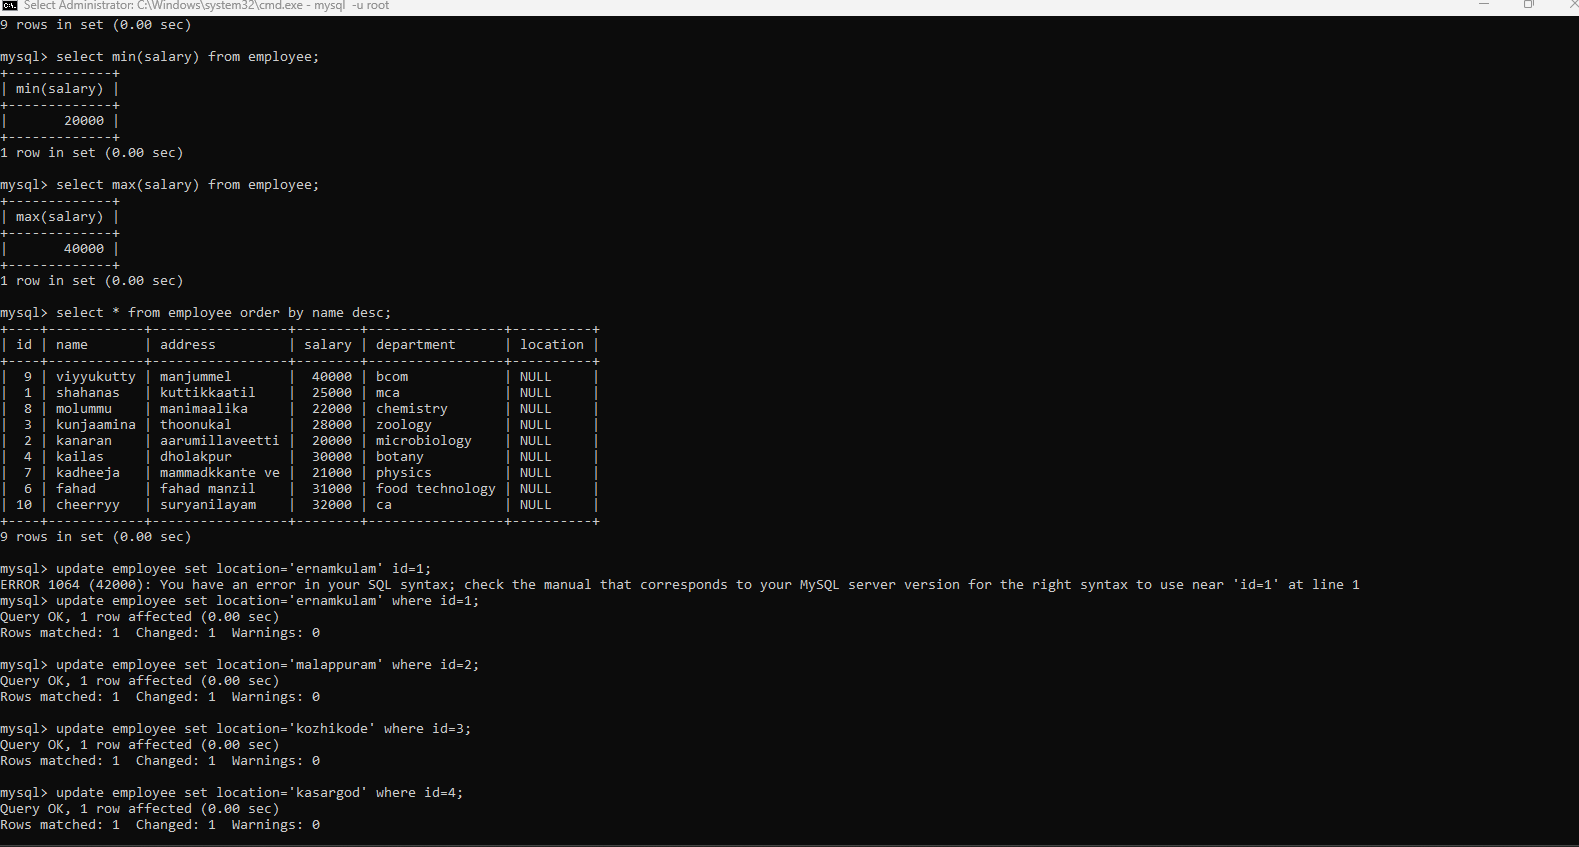 Select Administrator: C:\Windows\system32\cmd.exe - mysql -u root
9 rows in set (0.00 sec)

mysql> select min(salary) from employee;
+-------------+
| min(salary) |
+-------------+
|       20000 |
+-------------+
1 row in set (0.00 sec)

mysql> select max(salary) from employee;
+-------------+
| max(salary) |
+-------------+
|       40000 |
+-------------+
1 row in set (0.00 sec)

mysql> select * from employee order by name desc;
+----+------------+-----------------+--------+-----------------+----------+
| id | name       | address         | salary | department      | location |
+----+------------+-----------------+--------+-----------------+----------+
|  9 | viyyukutty | manjummel       |  40000 | bcom            | NULL     |
|  1 | shahanas   | kuttikkaatil    |  25000 | mca             | NULL     |
|  8 | molummu    | manimaalika     |  22000 | chemistry       | NULL     |
|  3 | kunjaamina | thoonukal       |  28000 | zoology         | NULL     |
|  2 | kanaran    | aarumillaveetti |  20000 | microbiology    | NULL     |
|  4 | kailas     | dholakpur       |  30000 | botany          | NULL     |
|  7 | kadheeja   | mammadkkante ve |  21000 | physics         | NULL     |
|  6 | fahad      | fahad manzil    |  31000 | food technology | NULL     |
| 10 | cheerryy   | suryanilayam    |  32000 | ca              | NULL     |
+----+------------+-----------------+--------+-----------------+----------+
9 rows in set (0.00 sec)

mysql> update employee set location='ernamkulam' id=1;
ERROR 1064 (42000): You have an error in your SQL syntax; check the manual that corresponds to your MySQL server version for the right syntax to use near 'id=1' at line 1
mysql> update employee set location='ernamkulam' where id=1;
Query OK, 1 row affected (0.00 sec)
Rows matched: 1  Changed: 1  Warnings: 0

mysql> update employee set location='malappuram' where id=2;
Query OK, 1 row affected (0.00 sec)
Rows matched: 1  Changed: 1  Warnings: 0

mysql> update employee set location='kozhikode' where id=3;
Query OK, 1 row affected (0.00 sec)
Rows matched: 1  Changed: 1  Warnings: 0

mysql> update employee set location='kasargod' where id=4;
Query OK, 1 row affected (0.00 sec)
Rows matched: 1  Changed: 1  Warnings: 0